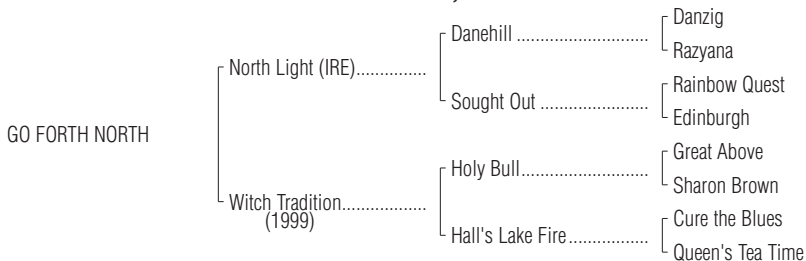 Danzig
Danehill ........................
Razyana
North Light (IRE)...............
Rainbow Quest
Sought Out ...................
Edinburgh
GO FORTH NORTH
Great Above
Holy Bull.......................
Sharon Brown
Witch Tradition..................
(1999)
Cure the Blues
Hall's Lake Fire................
Queen's Tea Time